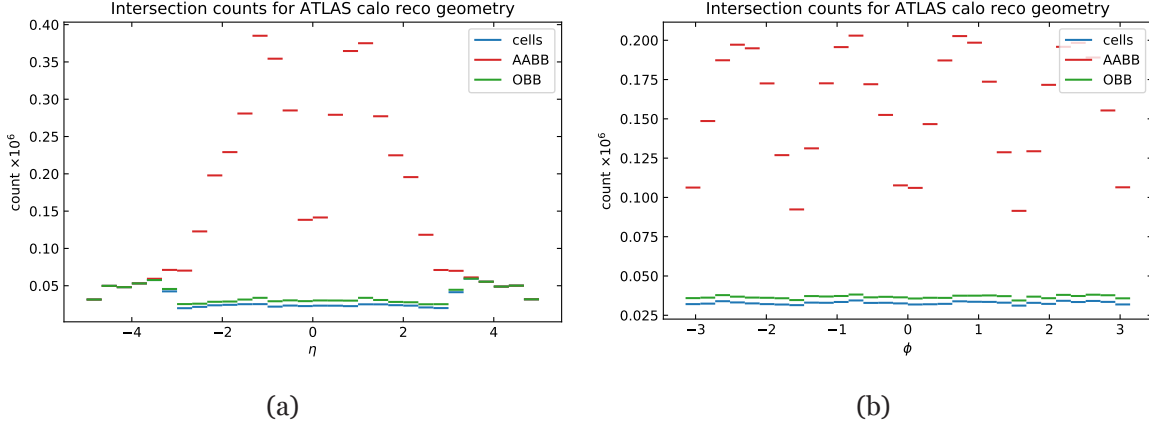 Intersection counts for ATLAS calo reco geometry
0.40
0.35
0.30
0.25
0.20
0.15
0.10
0.05
count ×10⁶
−4
−2
0
2
4
η
cells
AABB
OBB
(a)
Intersection counts for ATLAS calo reco geometry
0.200
0.175
0.150
0.125
0.100
0.075
0.050
0.025
count ×10⁶
−3
−2
−1
0
1
2
3
ϕ
cells
AABB
OBB
(b)